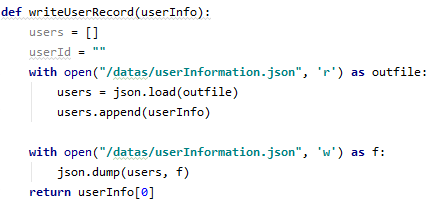 def writeUserRecord(userInfo):
    users = []
    userId = ""
    with open("/datas/userInformation.json", 'r') as outfile:
        users = json.load(outfile)
        users.append(userInfo)

    with open("/datas/userInformation.json", 'w') as f:
        json.dump(users, f)
    return userInfo[0]